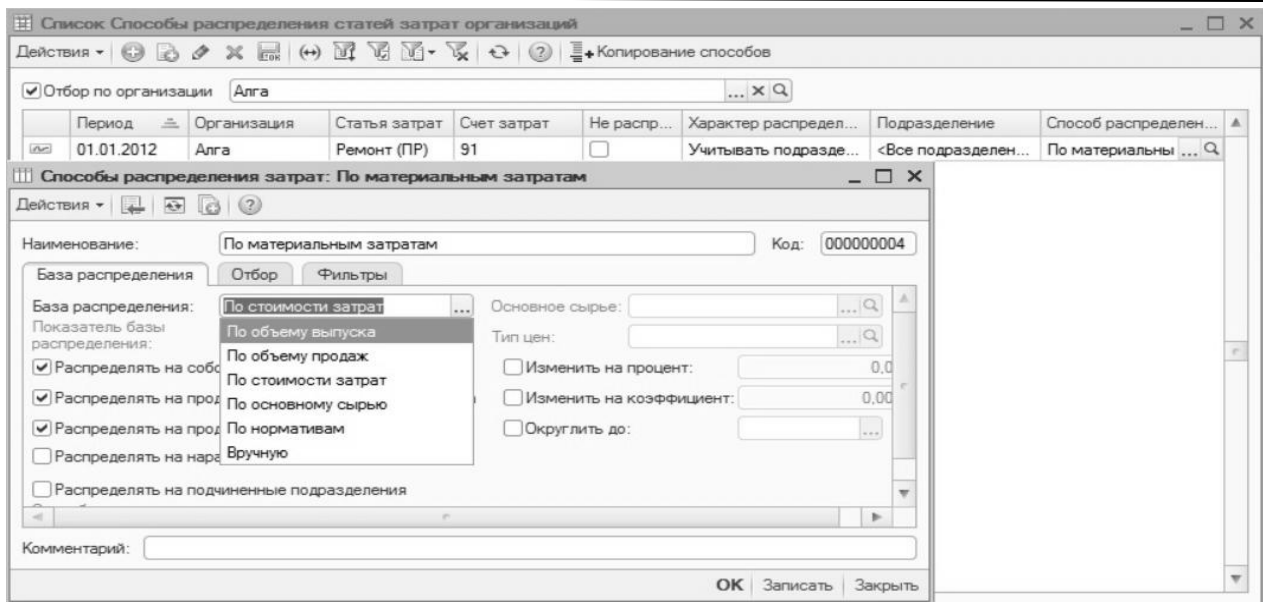 Список Способы распределения статей затрат организаций
Действия Копирование способов
Отбор по организации Алга ...
Период Организация Статья затрат Счет затрат Не распр... Характер распредел... Подразделение Способ распределен...
01.01.2012 Алга Ремонт (ПР) 91 Учитывать подразде... <Все подразделен... По материальны ...
Способы распределения затрат: По материальным затратам
Действия
Наименование: По материальным затратам Код: 000000004
База распределения Отбор Фильтры
База распределения: По стоимости затрат ... Основное сырье: ...
Показатель базы
распределения:
Тип цен: ...
По объему выпуска
По объему продаж
По стоимости затрат
По основному сырью
По нормативам
Вручную
Распределять на собс Изменить на процент: 0,0
Распределять на прод Изменить на коэффициент: 0,00
Распределять на прод Округлить до: ...
Распределять на нара
Распределять на подчиненные подразделения
Комментарий:
OK Записать Закрыть